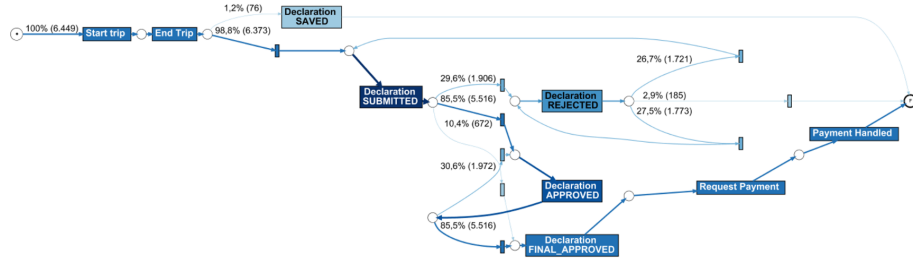 1,2% (76)
Declaration
SAVED
100% (6.449)
Start trip
End Trip
98,8% (6.373)
26,7% (1.721)
29,6% (1.906)
Declaration
SUBMITTED
85,5% (5.516)
Declaration
REJECTED
2,9% (185)
27,5% (1.773)
10,4% (672)
Payment Handled
30,6% (1.972)
Declaration
APPROVED
Request Payment
85,5% (5.516)
Declaration
FINAL_APPROVED